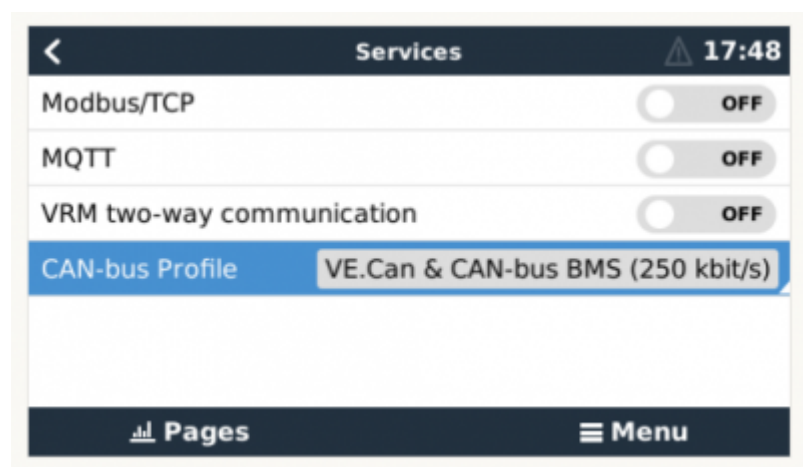 Services 17:48
Modbus/TCP OFF
MQTT OFF
VRM two-way communication OFF
CAN-bus Profile VE.Can & CAN-bus BMS (250 kbit/s)
Pages Menu